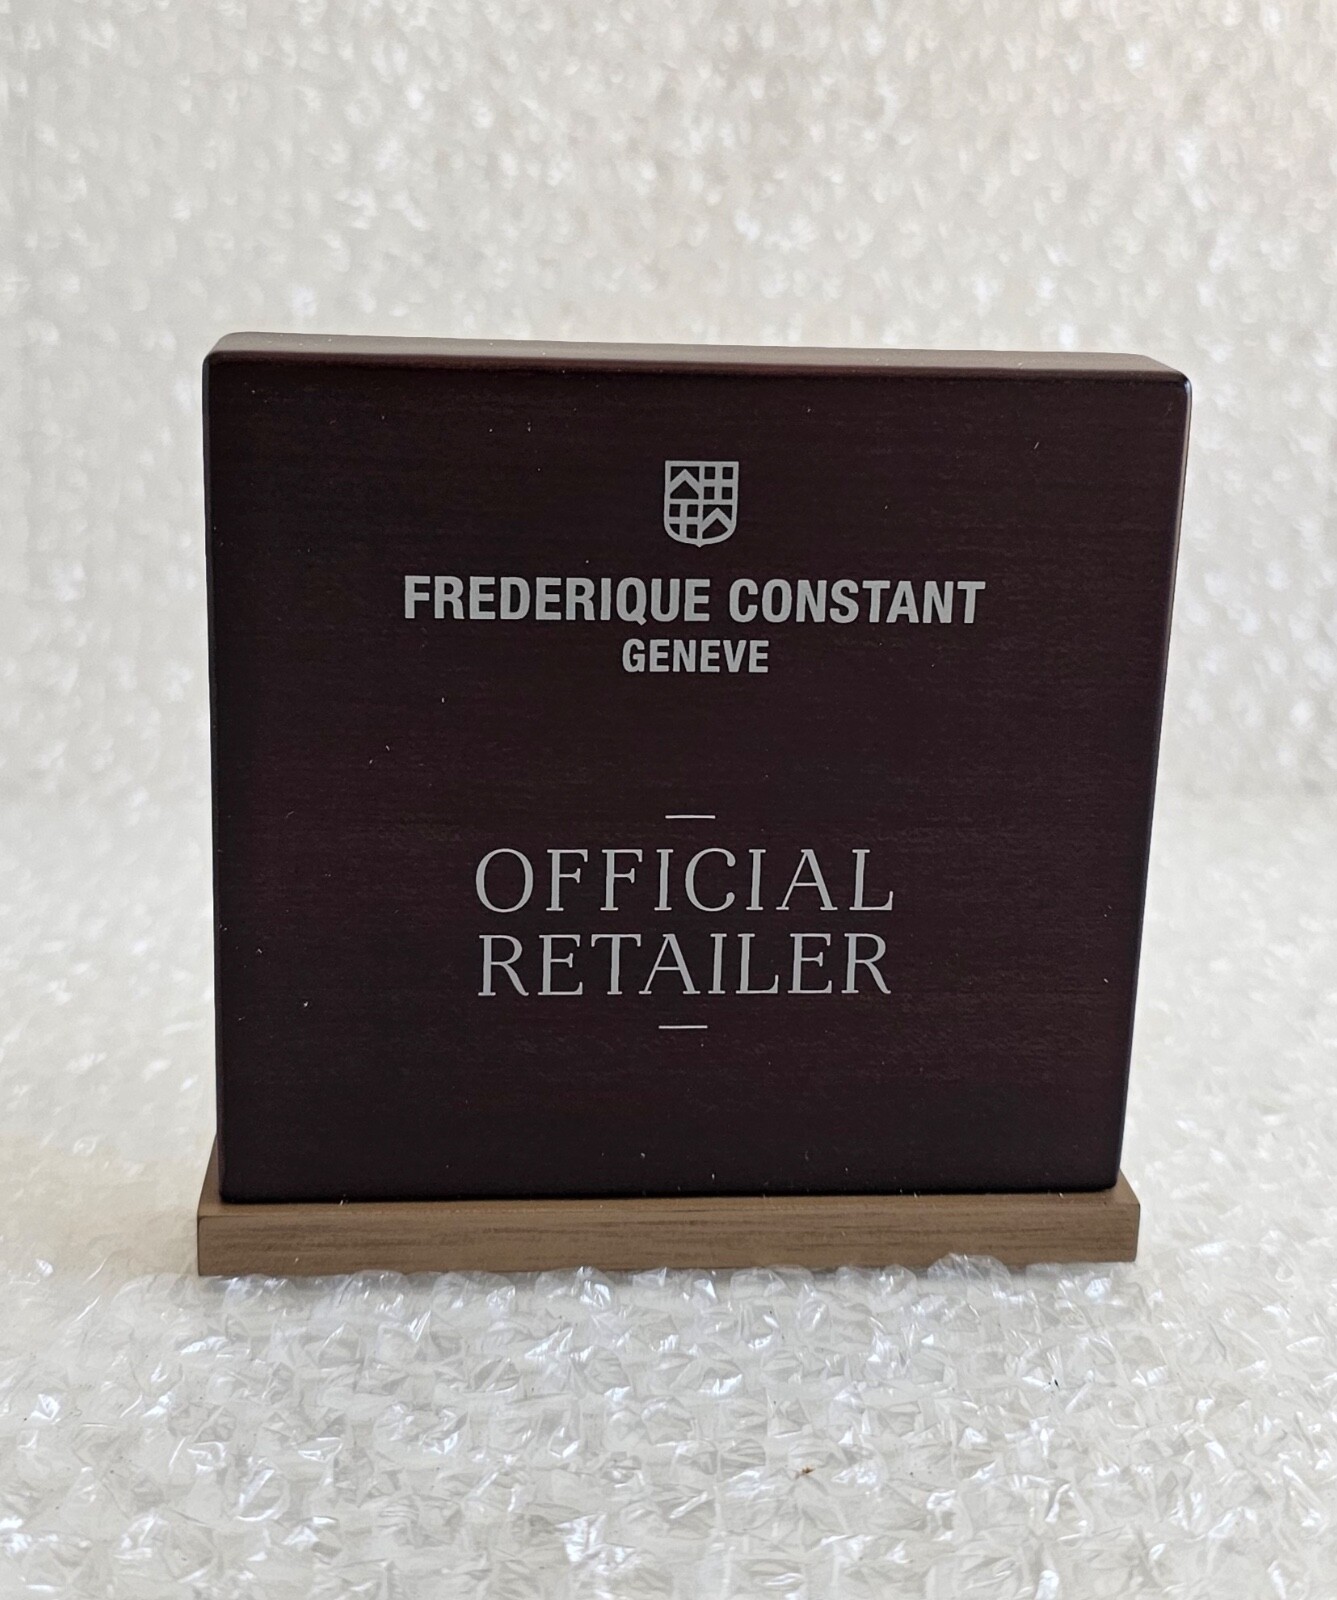 FREDERIQUE CONSTANT
GENEVE
OFFICIAL
RETAILER